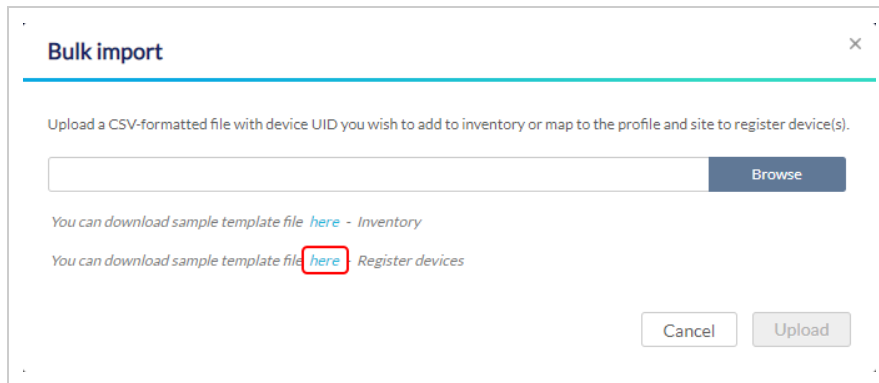 Bulk import
×
Upload a CSV-formatted file with device UID you wish to add to inventory or map to the profile and site to register device(s).
Browse
You can download sample template file here - Inventory
You can download sample template file here - Register devices
Cancel Upload